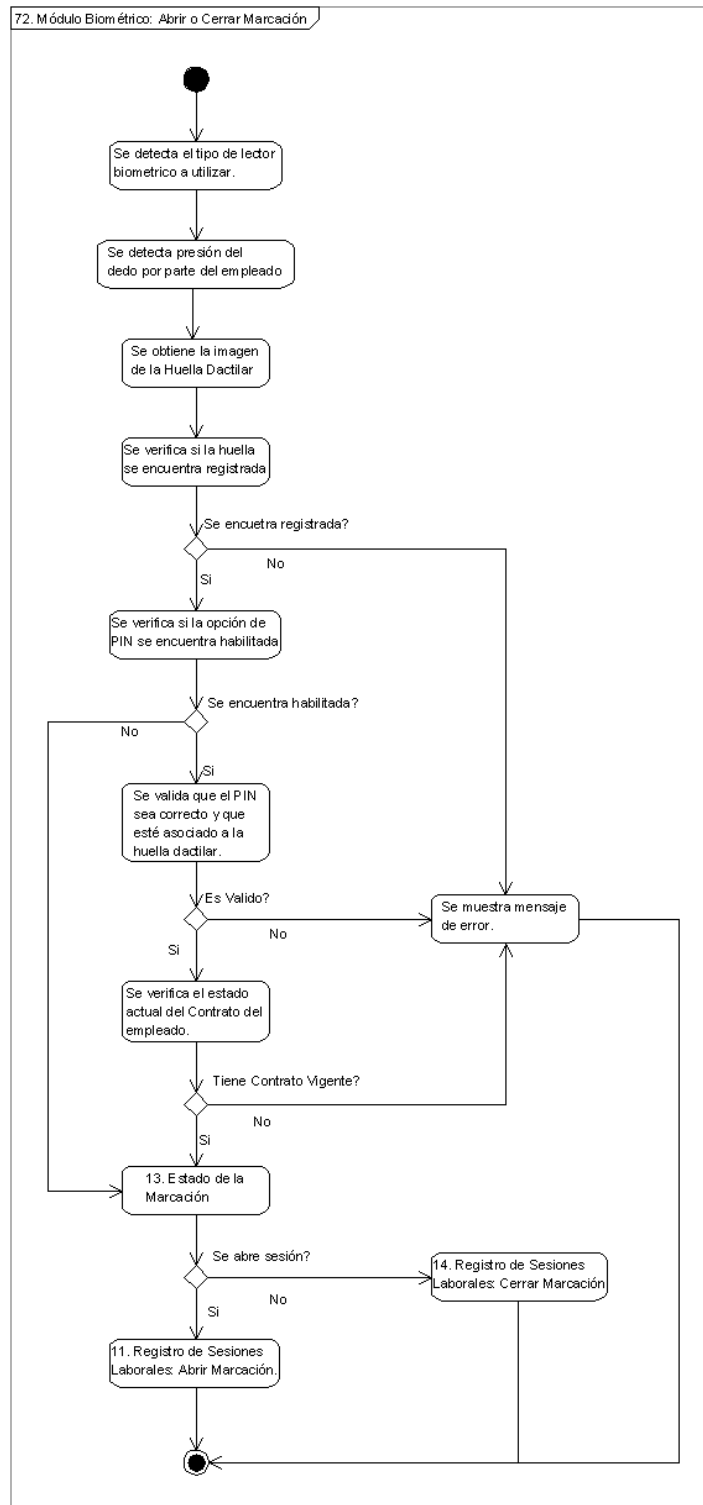 72. Módulo Biométrico: Abrir o Cerrar Marcación
Se detecta el tipo de lector
biometrico a utilizar.
Se detecta presión del
dedo por parte del empleado
Se obtiene la imagen
de la Huella Dactilar
Se verifica si la huella
se encuentra registrada
Se encuetra registrada?
No
Si
Se verifica si la opción de
PIN se encuentra habilitada
Se encuentra habilitada?
No
Si
Se valida que el PIN
sea correcto y que
esté asociado a la
huella dactilar.
Es Valido?
No
Si
Se muestra mensaje
de error.
Se verifica el estado
actual del Contrato del
empleado.
Tiene Contrato Vigente?
No
Si
13. Estado de la
Marcación
Se abre sesión?
No
Si
14. Registro de Sesiones
Laborales: Cerrar Marcación
11. Registro de Sesiones
Laborales: Abrir Marcación.